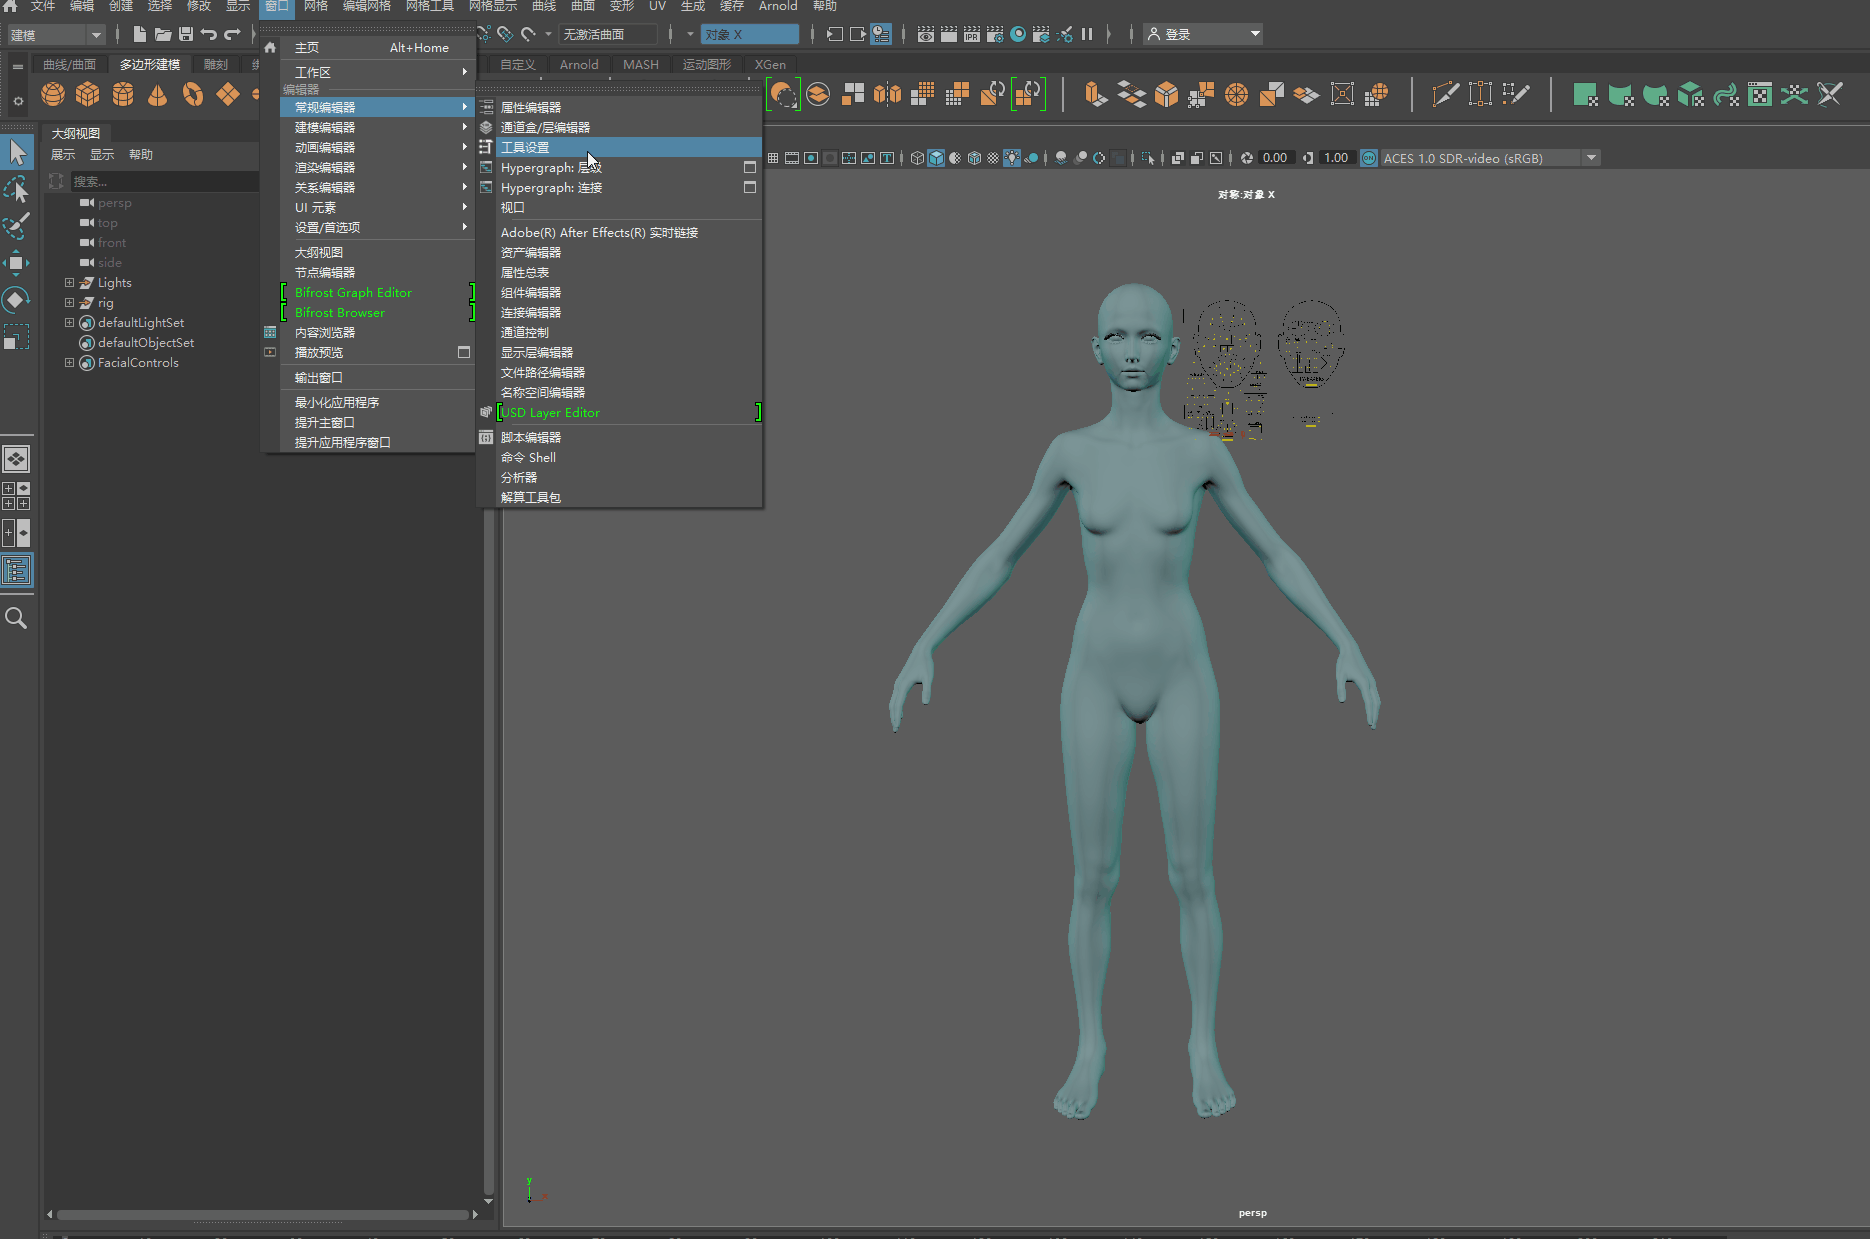 文件 编辑 创建 选择 修改 显示 窗口 网格 编辑网格 网格工具 网格显示 曲线 曲面 变形 UV 生成 缓存 Arnold 帮助
建模 无激活曲面 对象 X 登录
曲线/曲面 多边形建模 雕刻 自定义 Arnold MASH 运动图形 XGen
主页 Alt+Home
工作区
编辑器
常规编辑器
建模编辑器
动画编辑器
渲染编辑器
关系编辑器
UI 元素
设置/首选项
大纲视图
节点编辑器
Bifrost Graph Editor
Bifrost Browser
内容浏览器
播放预览
输出窗口
最小化应用程序
提升主窗口
提升应用程序窗口
属性编辑器
通道盒/层编辑器
工具设置
Hypergraph: 层级
Hypergraph: 连接
视口
Adobe(R) After Effects(R) 实时链接
资产编辑器
属性总表
组件编辑器
连接编辑器
通道控制
显示层编辑器
文件路径编辑器
名称空间编辑器
USD Layer Editor
脚本编辑器
命令 Shell
分析器
解算工具包
大纲视图
展示 显示 帮助
搜索...
persp
top
front
side
Lights
rig
defaultLightSet
defaultObjectSet
FacialControls
IPR
0.00 1.00 ON ACES 1.0 SDR-video (sRGB)
对称:对象 X
y
x
persp